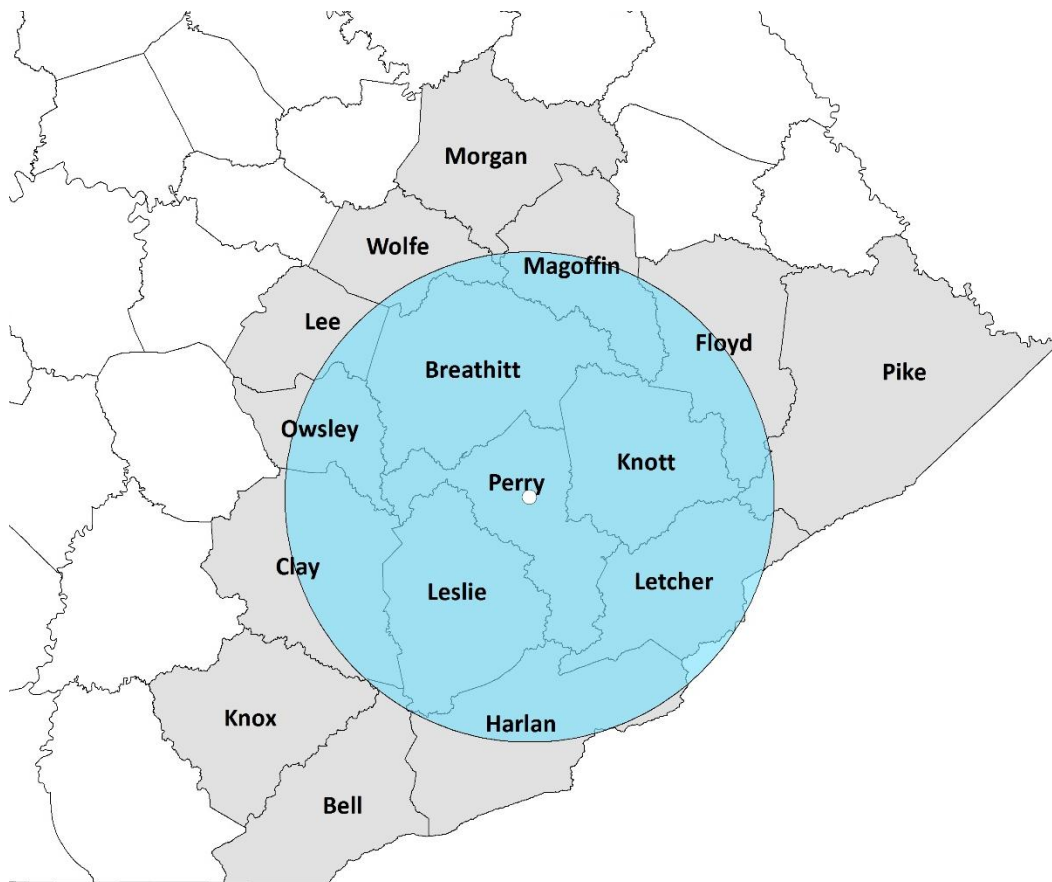 Morgan
Wolfe
Magoffin
Lee
Floyd
Breathitt
Pike
Owsley
Knott
Perry
Clay
Letcher
Leslie
Knox
Harlan
Bell